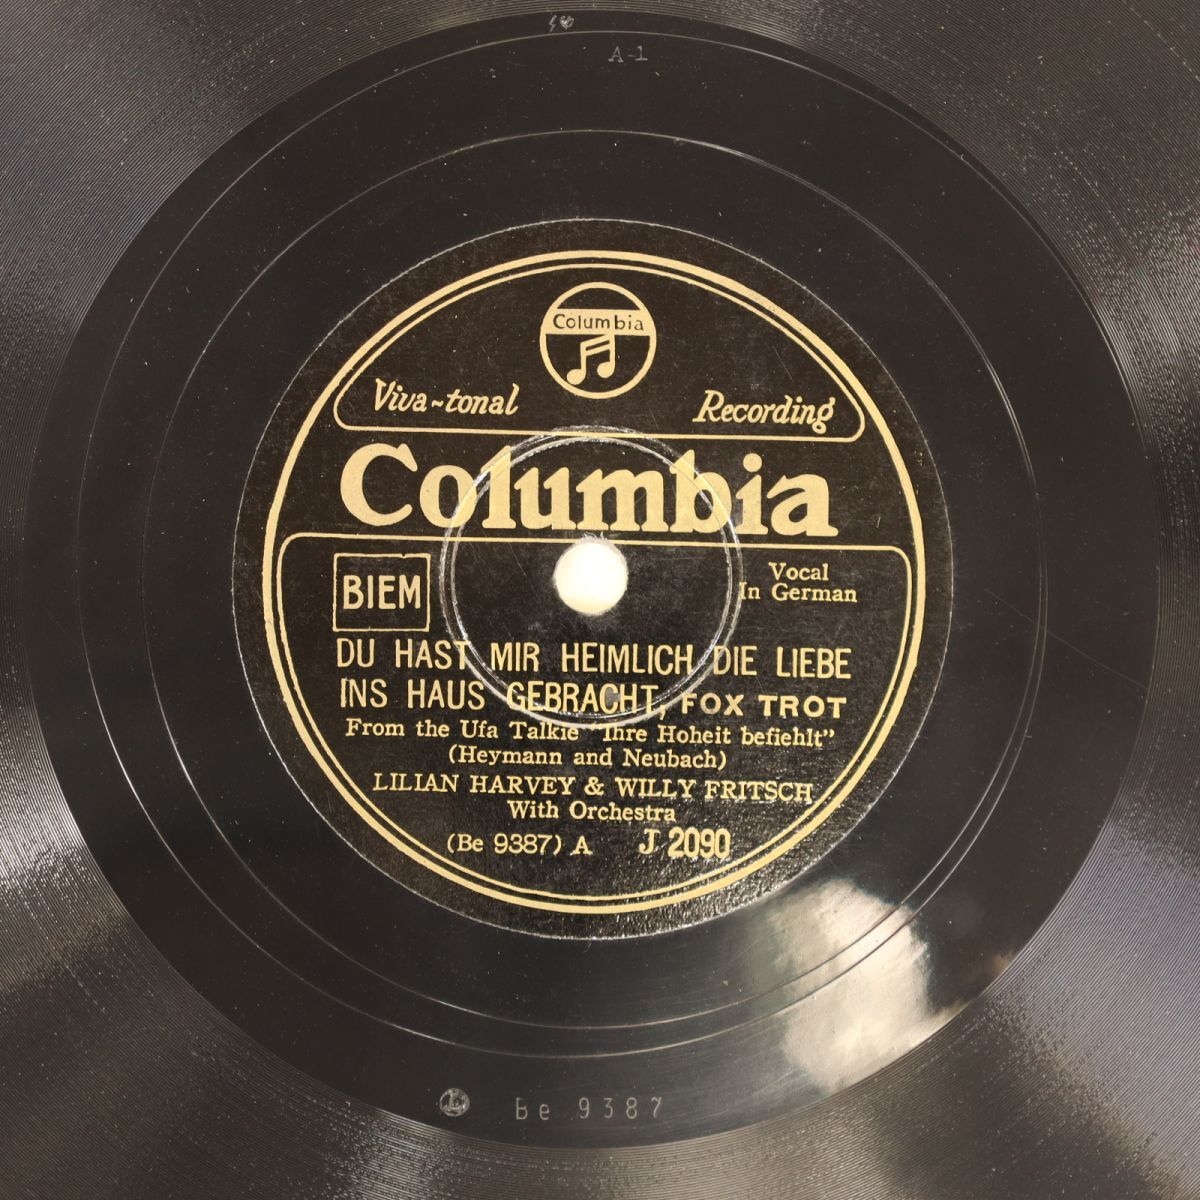 A-1
Columbia
Viva-tonal Recording
Columbia
BIEM
Vocal
In German
DU HAST MIR HEIMLICH DIE LIEBE
INS HAUS GEBRACHT, FOX TROT
From the Ufa Talkie "Ihre Hoheit befiehlt"
(Heymann and Neubach)
LILIAN HARVEY & WILLY FRITSCH
With Orchestra
(Be 9387) A J 2090
Be 9387